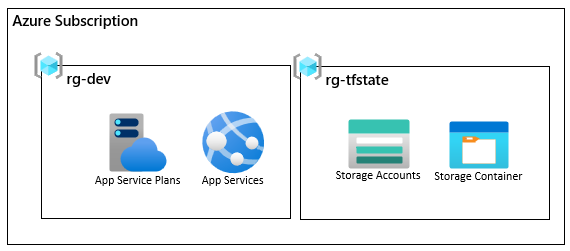 Azure Subscription
rg-dev
App Service Plans
App Services
rg-tfstate
Storage Accounts
Storage Container